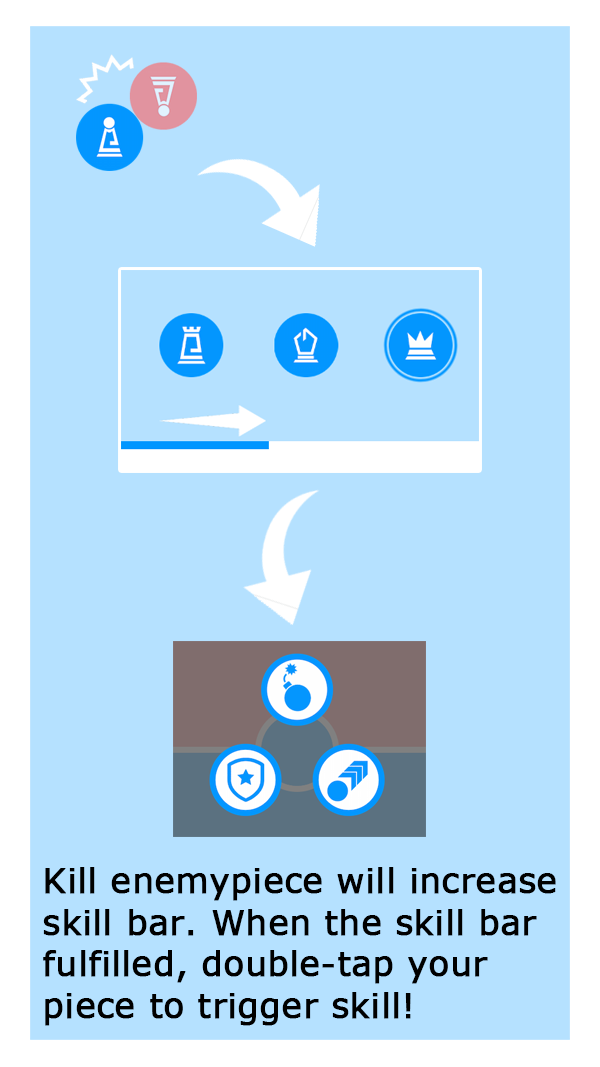 Kill enemypiece will increase
skill bar. When the skill bar
fulfilled, double-tap your
piece to trigger skill!